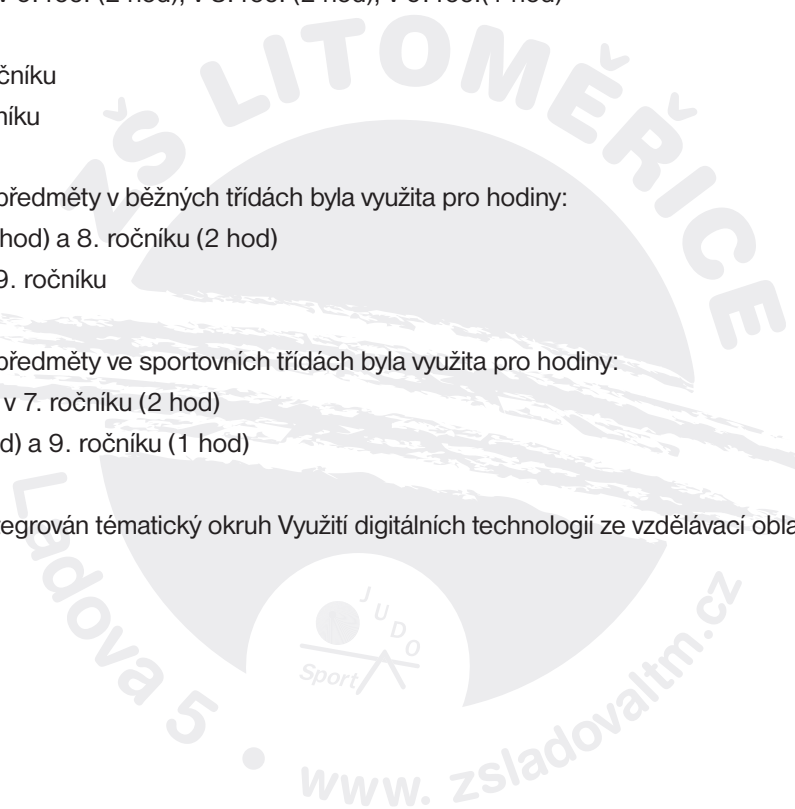 čníku
níku
předměty v běžných třídách byla využita pro hodiny:
hod) a 8. ročníku (2 hod)
9. ročníku
předměty ve sportovních třídách byla využita pro hodiny:
v 7. ročníku (2 hod)
d) a 9. ročníku (1 hod)
tegrován tématický okruh Využití digitálních technologií ze vzdělávací obla
ZŠ LITOMĚŘICE
JUDO
Sport
Ladova 5 • www. zsladovaltm.cz